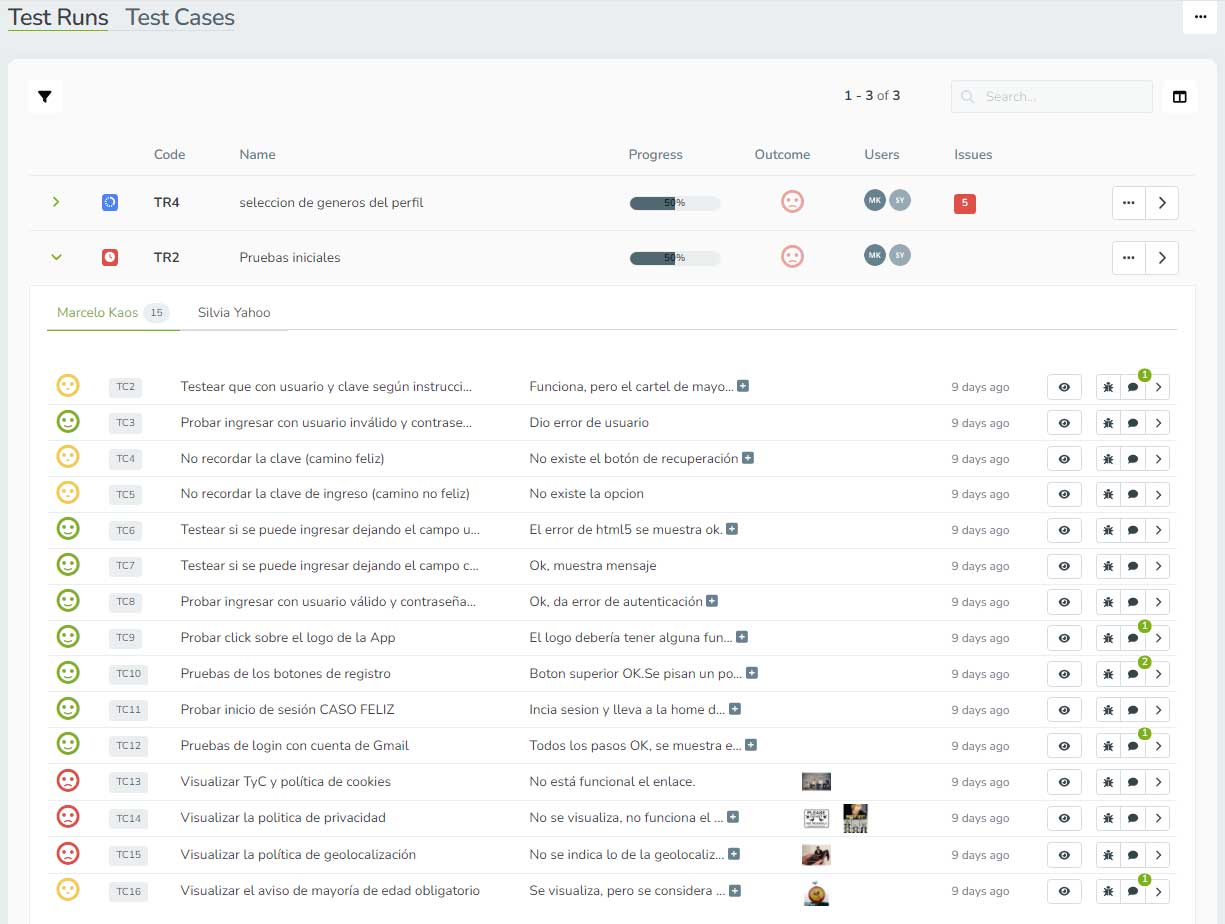 Test Runs Test Cases
1 - 3 of 3 Search...
Code Name Progress Outcome Users Issues
TR4 seleccion de generos del perfil 50% MK SY 5
TR2 Pruebas iniciales 50% MK SY
Marcelo Kaos 15 Silvia Yahoo
TC2 Testear que con usuario y clave según instrucci... Funciona, pero el cartel de mayo... 9 days ago 1
TC3 Probar ingresar con usuario inválido y contrase... Dio error de usuario 9 days ago
TC4 No recordar la clave (camino feliz) No existe el botón de recuperación 9 days ago
TC5 No recordar la clave de ingreso (camino no feliz) No existe la opcion 9 days ago
TC6 Testear si se puede ingresar dejando el campo u... El error de html5 se muestra ok. 9 days ago
TC7 Testear si se puede ingresar dejando el campo c... Ok, muestra mensaje 9 days ago
TC8 Probar ingresar con usuario válido y contraseña... Ok, da error de autenticación 9 days ago
TC9 Probar click sobre el logo de la App El logo debería tener alguna fun... 9 days ago 1
TC10 Pruebas de los botones de registro Boton superior OK.Se pisan un po... 9 days ago 2
TC11 Probar inicio de sesión CASO FELIZ Incia sesion y lleva a la home d... 9 days ago
TC12 Pruebas de login con cuenta de Gmail Todos los pasos OK, se muestra e... 9 days ago 1
TC13 Visualizar TyC y política de cookies No está funcional el enlace. 9 days ago
TC14 Visualizar la politica de privacidad No se visualiza, no funciona el ... PLEASE 9 days ago
TC15 Visualizar la política de geolocalización No se indica lo de la geolocaliz... 9 days ago
TC16 Visualizar el aviso de mayoría de edad obligatorio Se visualiza, pero se considera ... 9 days ago 1